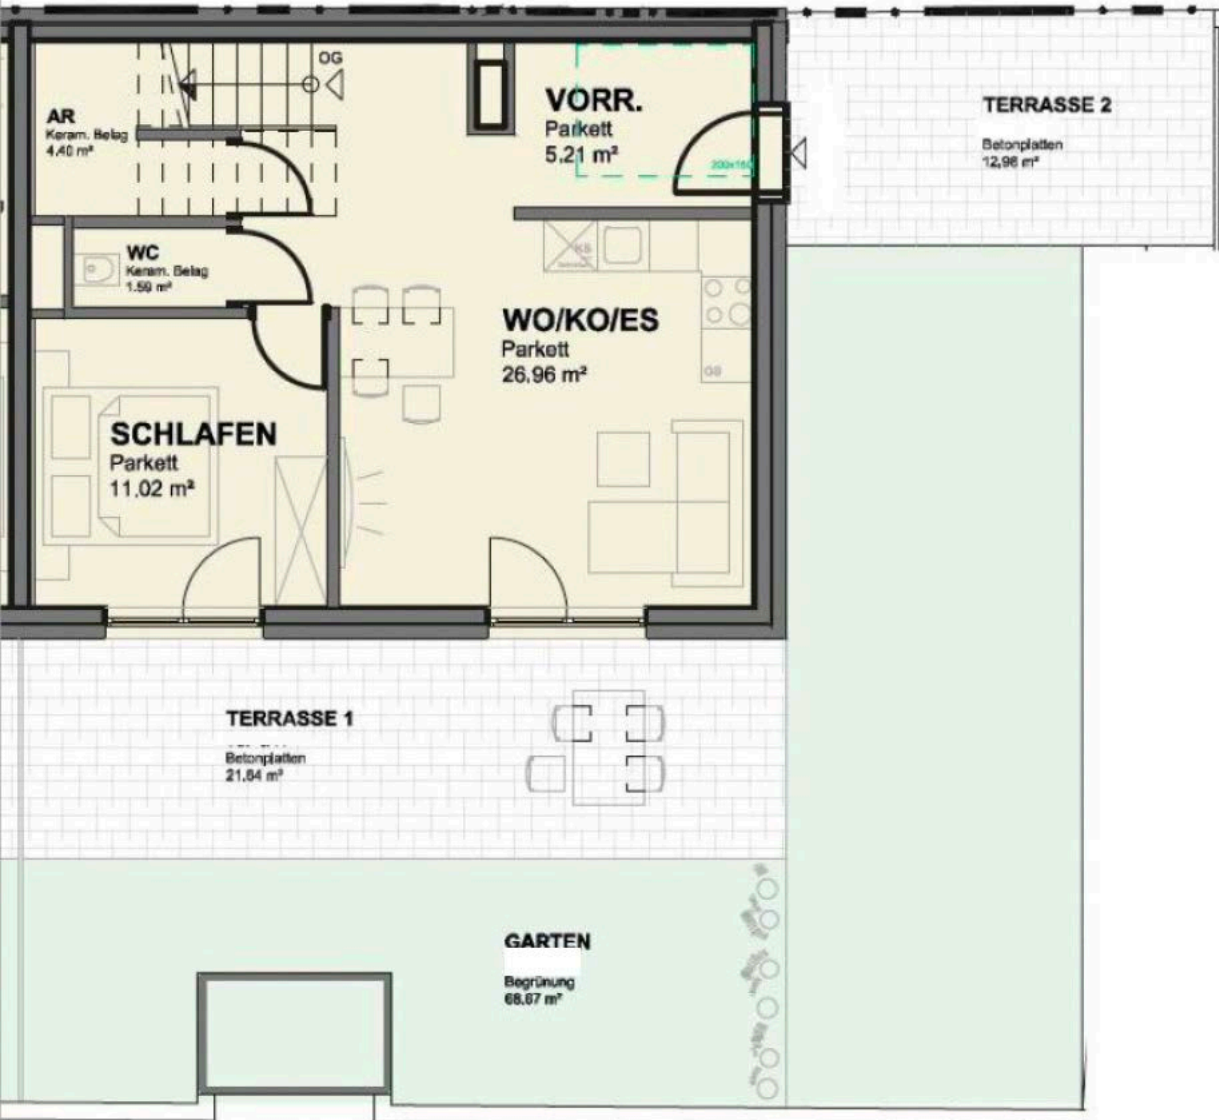 OG
AR
Keram. Belag
4.40 m²
VORR.
Parkett
5.21 m²
TERRASSE 2
Betonplatten
12,96 m²
WC
Keram. Belag
1.59 m²
KS
WO/KO/ES
Parkett
26.96 m²
GS
SCHLAFEN
Parkett
11.02 m²
TERRASSE 1
Betonplatten
21,64 m²
GARTEN
Begrünung
68,67 m²